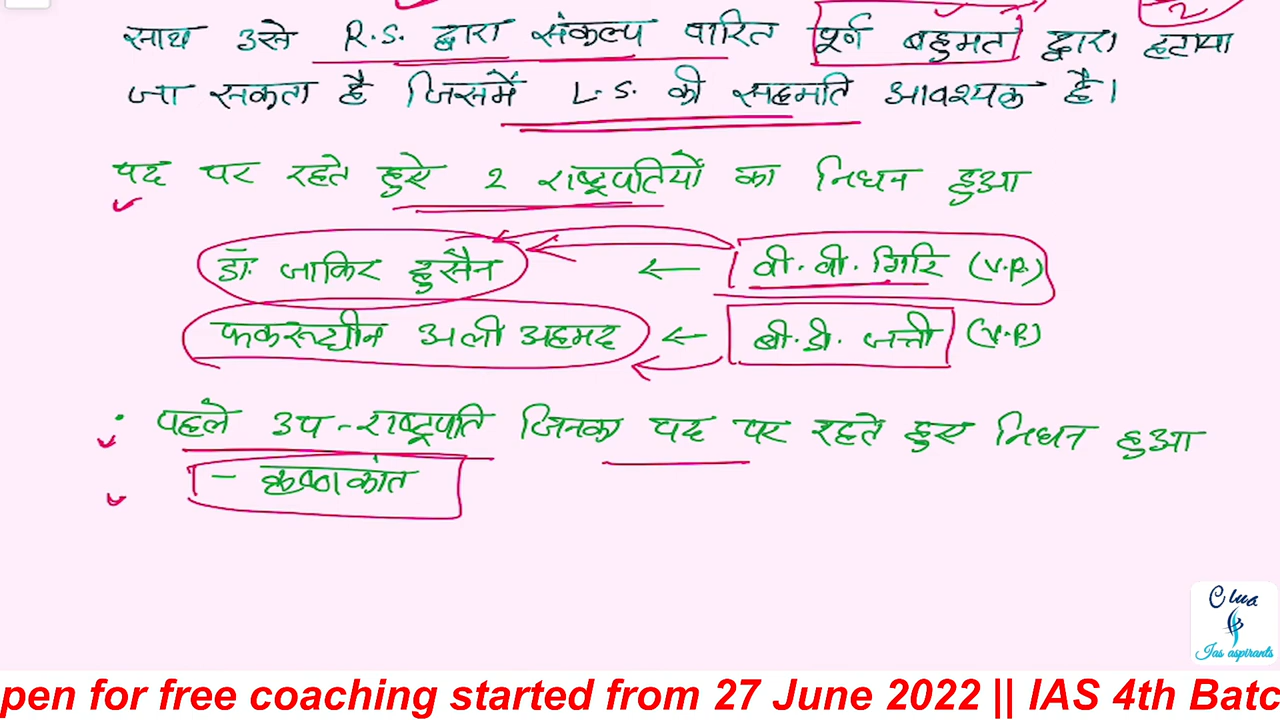 साथ उसे R.S. द्वारा संकल्प पारित पूर्ण बहुमत द्वारा हटाया
जा सकता है जिसमें L.S. की सहमति आवश्यक है।
पद पर रहते हुऐ 2 राष्ट्रपतियों का निधन हुआ
डॉ. जाकिर हुसैन ← वी. वी. गिरि (V.P.)
फकरूद्दीन अली अहमद ← बी. डी. जत्ती (V.P.)
· पहले उप-राष्ट्रपति जिनका पद पर रहते हुए निधन हुआ
- कृष्णकांत
Clua
Ias aspirants
pen for free coaching started from 27 June 2022 || IAS 4th Batc